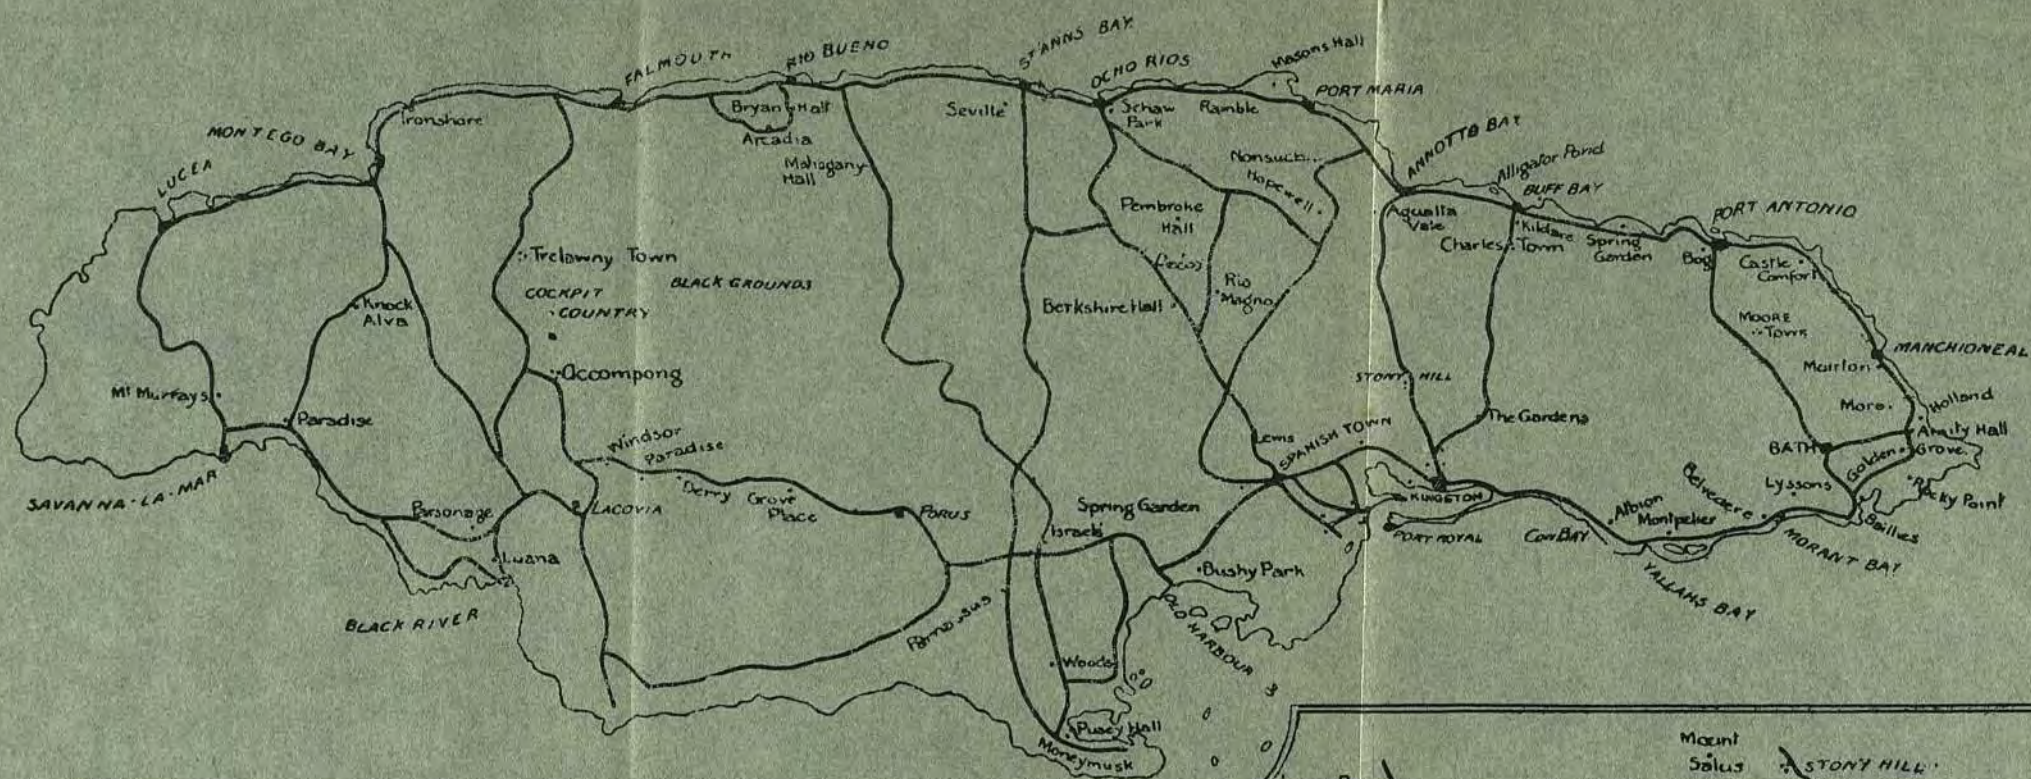 LUCEA
MONTEGO BAY
Ironshore
FALMOUTH
RIO BUENO
Bryan Hall
Arcadia
Mahogany
Hall
ST ANNS BAY
Seville
OCHO RIOS
Schaw
Park
Ramble
Masons Hall
PORT MARIA
Nonsuch
Hopewell
ANNOTTO BAY
Alligator Pond
BUFF BAY
Aqualta
Vale
Charles Town
Kildare
Spring
Garden
Bog
PORT ANTONIO
Castle
Comfort
MOORE
TOWN
MANCHIONEAL
Muirton
Holland
Amity Hall
Golden Grove
Rocky Point
BATH
Lyssons
Baillies
MORANT BAY
Belvedere
YALLAHS BAY
Albion
Montpelier
COW BAY
KINGSTON
PORT ROYAL
STONY HILL
The Gardens
SPANISH TOWN
Pembroke
Hall
Rio
Magno
Berkshire Hall
Trelawny Town
COCKPIT
COUNTRY
BLACK GROUNDS
Accompong
Knock
Alva
Mt Murrays
Paradise
SAVANNA-LA-MAR
Parsonage
Luana
BLACK RIVER
LACOVIA
Windsor
Paradise
Derry
Grove
Place
PORUS
Israels
Spring Garden
Bushy Park
OLD HARBOUR
Parnassus
Woods
Pusey Hall
Moneymusk
Mount
Salus
STONY HILL